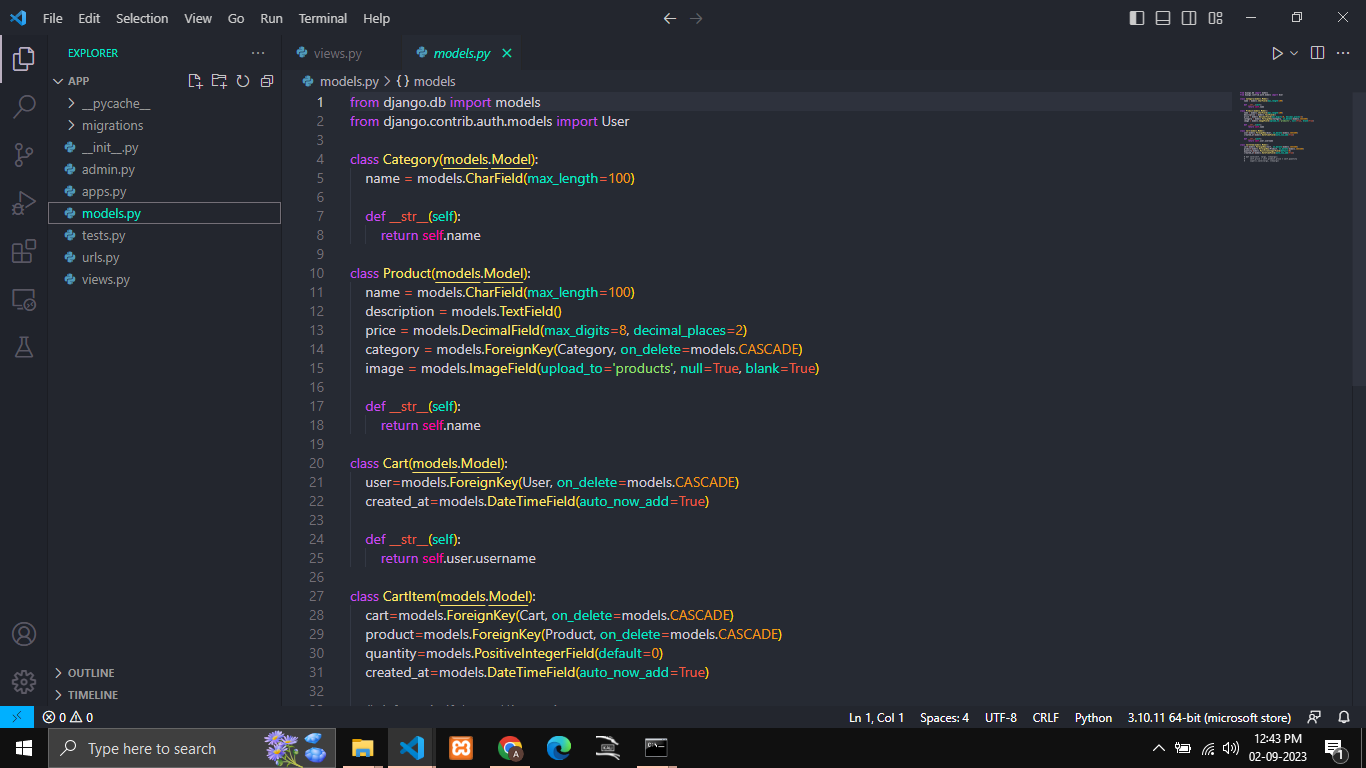 File Edit Selection View Go Run Terminal Help
EXPLORER
views.py
models.py
APP
models.py > {} models
__pycache__
migrations
__init__.py
admin.py
apps.py
models.py
tests.py
urls.py
views.py
1 from django.db import models
2 from django.contrib.auth.models import User
3
4 class Category(models.Model):
5 name = models.CharField(max_length=100)
6
7 def __str__(self):
8 return self.name
9
10 class Product(models.Model):
11 name = models.CharField(max_length=100)
12 description = models.TextField()
13 price = models.DecimalField(max_digits=8, decimal_places=2)
14 category = models.ForeignKey(Category, on_delete=models.CASCADE)
15 image = models.ImageField(upload_to='products', null=True, blank=True)
16
17 def __str__(self):
18 return self.name
19
20 class Cart(models.Model):
21 user=models.ForeignKey(User, on_delete=models.CASCADE)
22 created_at=models.DateTimeField(auto_now_add=True)
23
24 def __str__(self):
25 return self.user.username
26
27 class CartItem(models.Model):
28 cart=models.ForeignKey(Cart, on_delete=models.CASCADE)
29 product=models.ForeignKey(Product, on_delete=models.CASCADE)
30 quantity=models.PositiveIntegerField(default=0)
31 created_at=models.DateTimeField(auto_now_add=True)
32
OUTLINE
TIMELINE
0 0
Ln 1, Col 1 Spaces: 4 UTF-8 CRLF Python 3.10.11 64-bit (microsoft store)
Type here to search
12:43 PM
02-09-2023
1